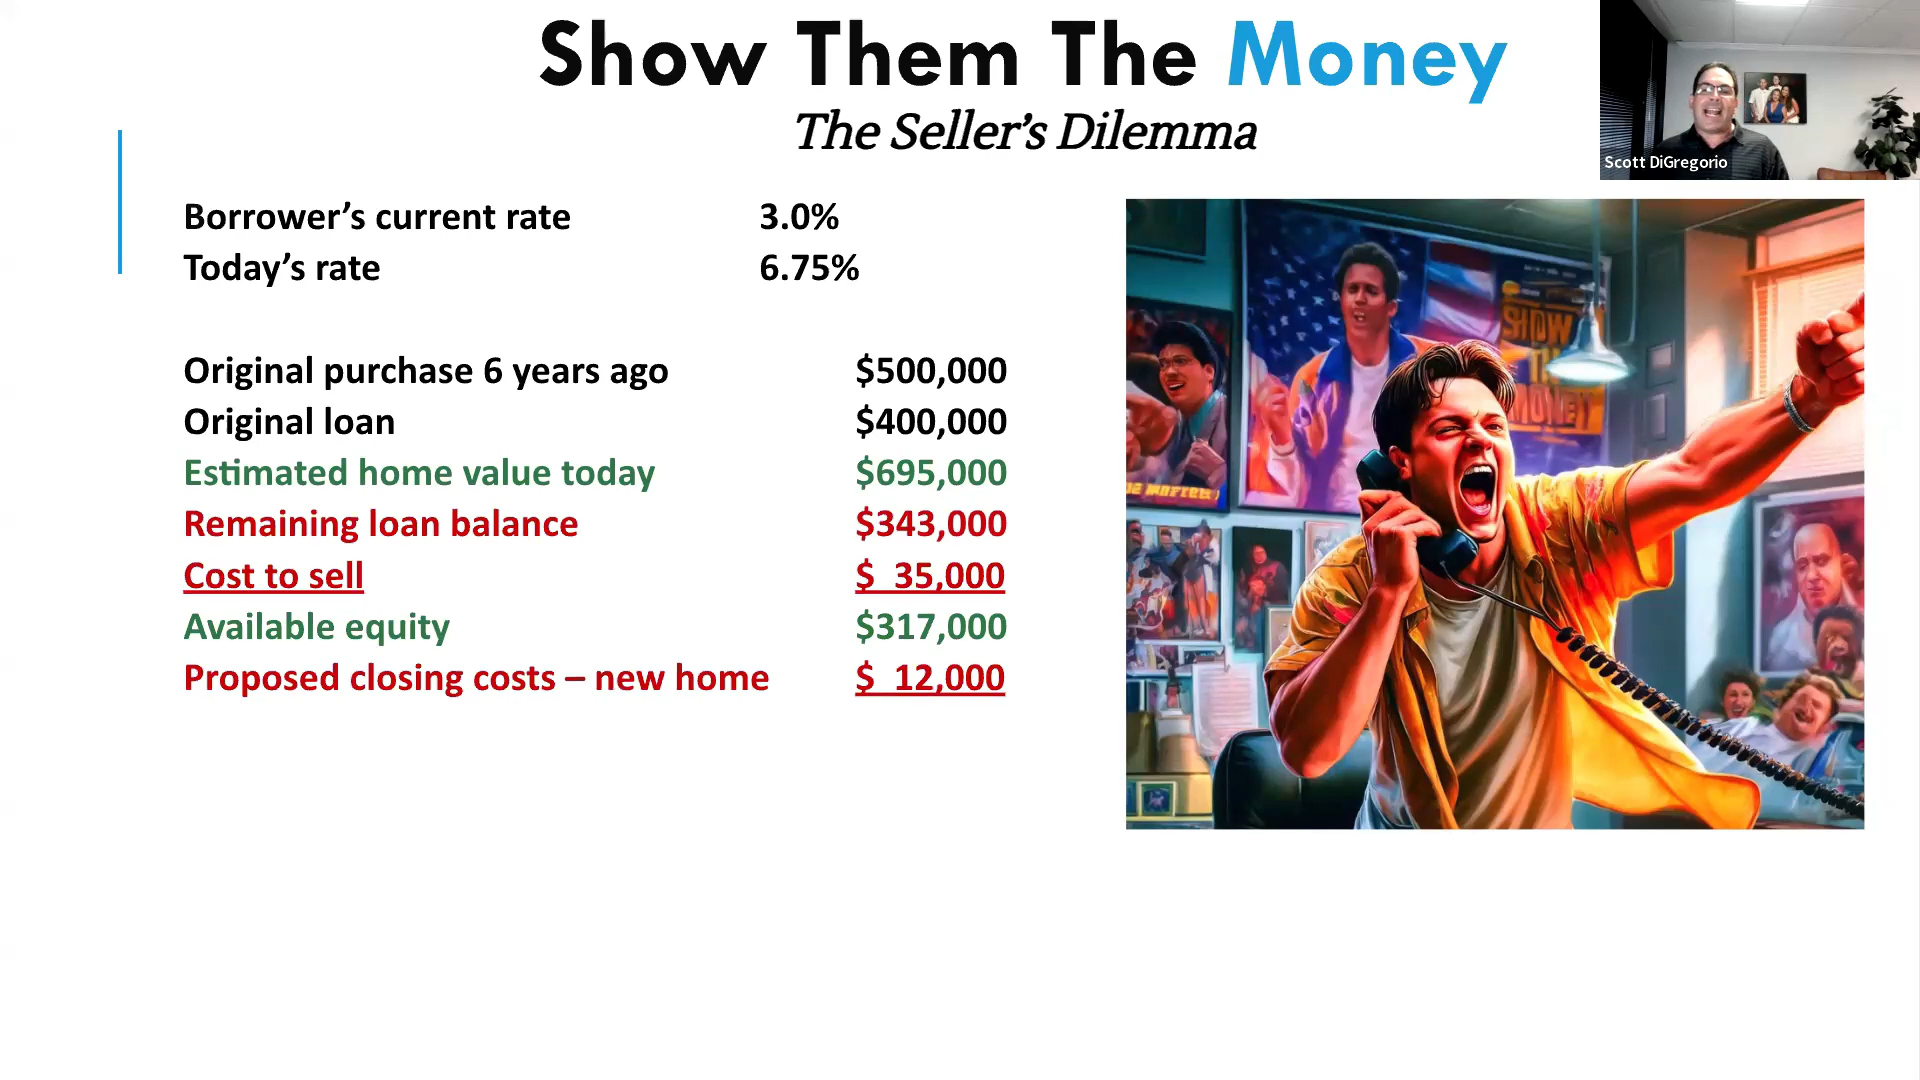 Show Them The Money
The Seller's Dilemma
Scott DiGregorio
Borrower's current rate 3.0%
Today's rate 6.75%
Original purchase 6 years ago $500,000
Original loan $400,000
Estimated home value today $695,000
Remaining loan balance $343,000
Cost to sell $ 35,000
Available equity $317,000
Proposed closing costs – new home $ 12,000
SHOW
MONEY